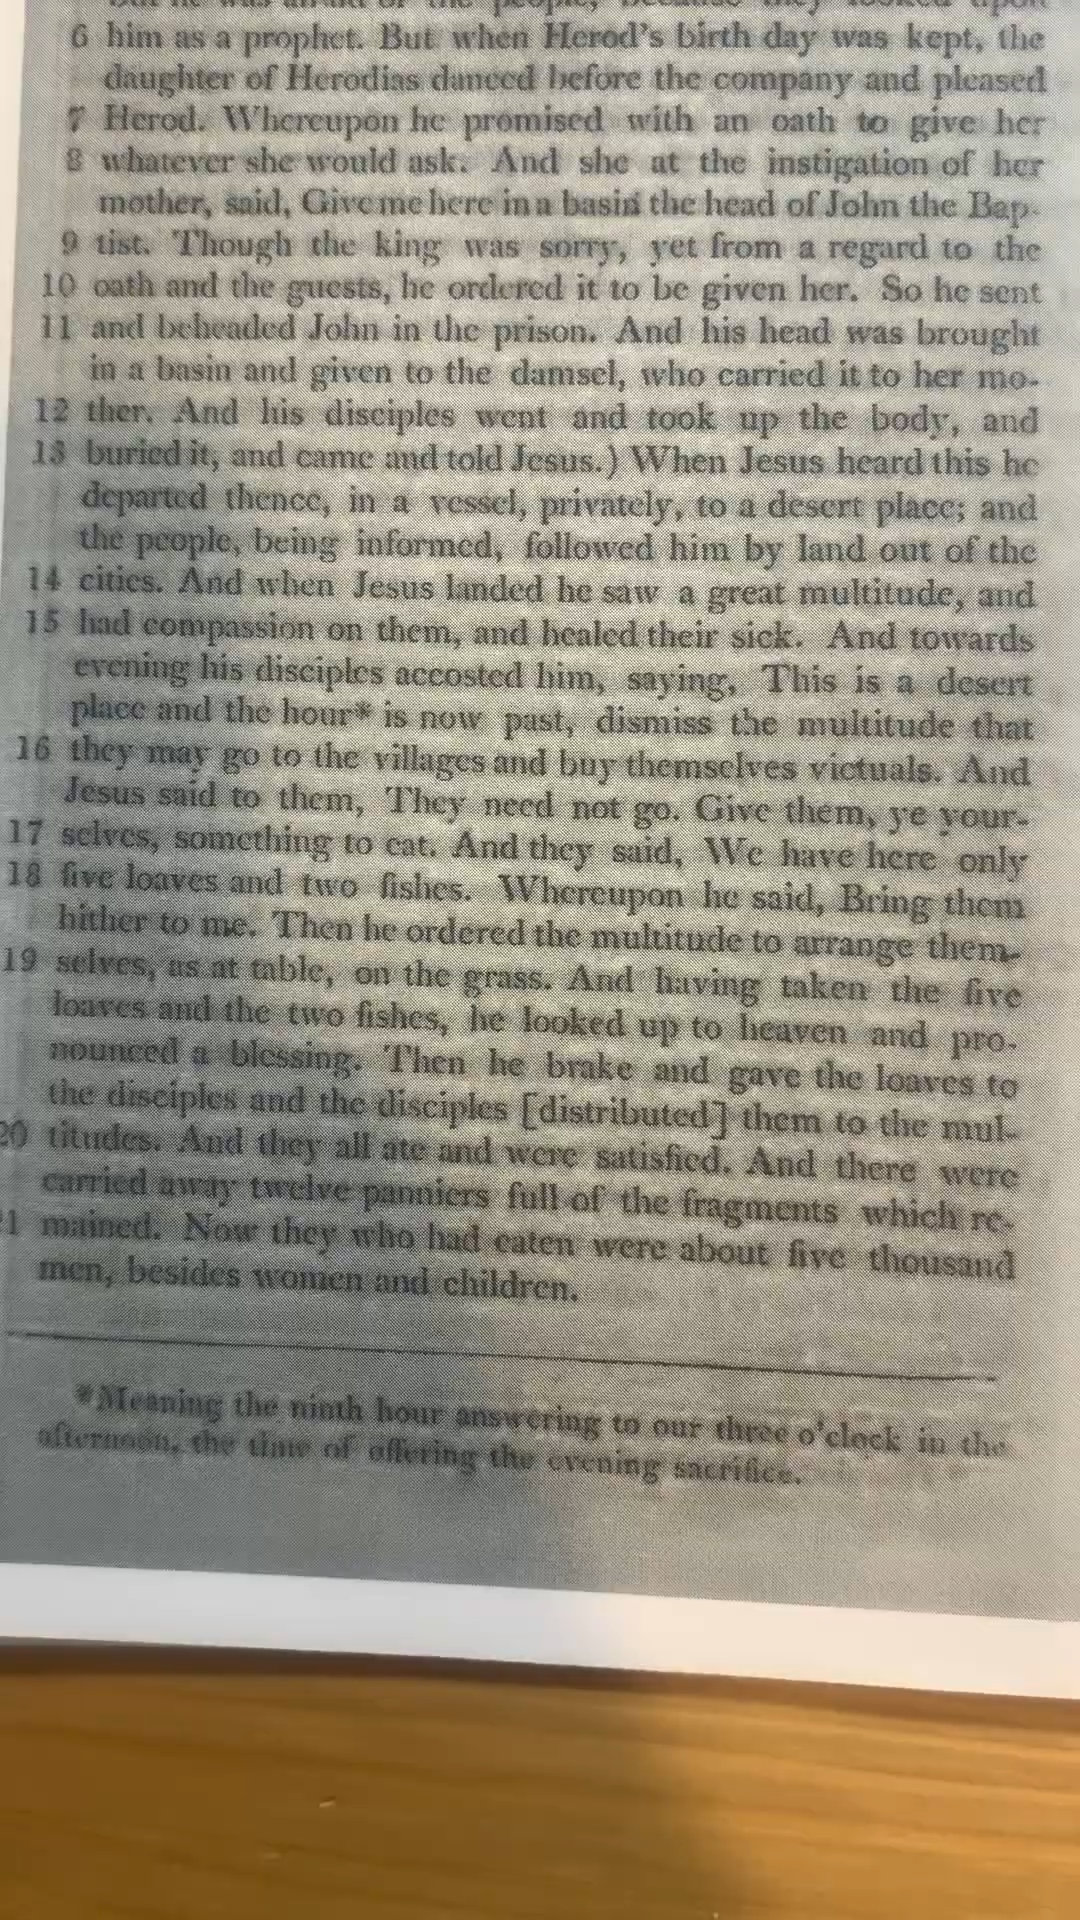 people,
6 him as a prophet. But when Herod's birth day was kept, the
daughter of Herodias danced before the company and pleased
7 Herod. Whereupon he promised with an oath to give her
8 whatever she would ask. And she at the instigation of her
mother, said, Give me here in a basin the head of John the Bap-
9 tist. Though the king was sorry, yet from a regard to the
10 oath and the guests, he ordered it to be given her. So he sent
11 and beheaded John in the prison. And his head was brought
in a basin and given to the damsel, who carried it to her mo-
12 ther. And his disciples went and took up the body, and
13 buried it, and came and told Jesus.) When Jesus heard this he
departed thence, in a vessel, privately, to a desert place; and
the people, being informed, followed him by land out of the
14 cities. And when Jesus landed he saw a great multitude, and
15 had compassion on them, and healed their sick. And towards
evening his disciples accosted him, saying, This is a desert
place and the hour* is now past, dismiss the multitude that
16 they may go to the villages and buy themselves victuals. And
Jesus said to them, They need not go. Give them, ye your-
17 selves, something to eat. And they said, We have here only
18 five loaves and two fishes. Whereupon he said, Bring them
hither to me. Then he ordered the multitude to arrange them-
19 selves, as at table, on the grass. And having taken the five
loaves and the two fishes, he looked up to heaven and pro-
nounced a blessing. Then he brake and gave the loaves to
the disciples and the disciples [distributed] them to the mul-
20 titudes. And they all ate and were satisfied. And there were
carried away twelve panniers full of the fragments which re-
21 mained. Now they who had eaten were about five thousand
men, besides women and children.
*Meaning the ninth hour answering to our three o'clock in the
afternoon, the time of offering the evening sacrifice.